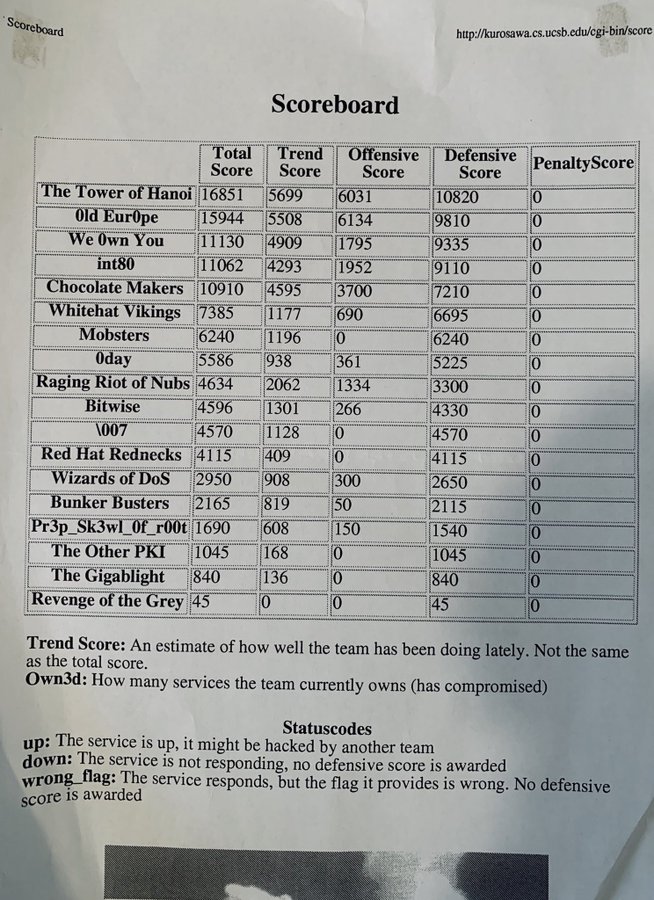 Scoreboard
http://kurosawa.cs.ucsb.edu/cgi-bin/score
Scoreboard
Total Score Trend Score Offensive Score Defensive Score PenaltyScore
The Tower of Hanoi 16851 5699 6031 10820 0
0ld Eur0pe 15944 5508 6134 9810 0
We 0wn You 11130 4909 1795 9335 0
int80 11062 4293 1952 9110 0
Chocolate Makers 10910 4595 3700 7210 0
Whitehat Vikings 7385 1177 690 6695 0
Mobsters 6240 1196 0 6240 0
0day 5586 938 361 5225 0
Raging Riot of Nubs 4634 2062 1334 3300 0
Bitwise 4596 1301 266 4330 0
\007 4570 1128 0 4570 0
Red Hat Rednecks 4115 409 0 4115 0
Wizards of DoS 2950 908 300 2650 0
Bunker Busters 2165 819 50 2115 0
Pr3p_Sk3wl_0f_r00t 1690 608 150 1540 0
The Other PKI 1045 168 0 1045 0
The Gigablight 840 136 0 840 0
Revenge of the Grey 45 0 0 45 0
Trend Score: An estimate of how well the team has been doing lately. Not the same
as the total score.
Own3d: How many services the team currently owns (has compromised)
Statuscodes
up: The service is up, it might be hacked by another team
down: The service is not responding, no defensive score is awarded
wrong_flag: The service responds, but the flag it provides is wrong. No defensive
score is awarded